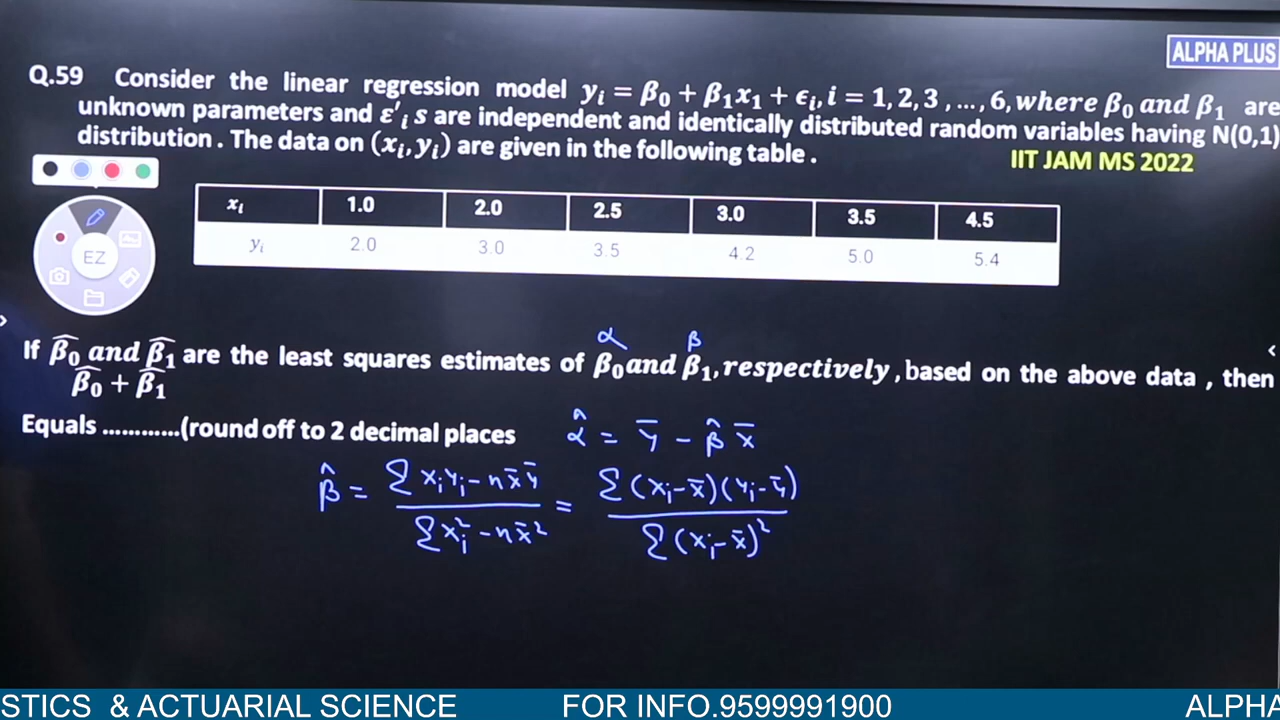 ALPHA PLUS
Q.59 Consider the linear regression model yᵢ = β₀ + β₁x₁ + ϵᵢ, i = 1, 2, 3 , ..., 6, where β₀ and β₁ are
unknown parameters and ε′ᵢ s are independent and identically distributed random variables having N(0,1)
distribution . The data on (xᵢ, yᵢ) are given in the following table .
IIT JAM MS 2022
xᵢ 1.0 2.0 2.5 3.0 3.5 4.5
yᵢ 2.0 3.0 3.5 4.2 5.0 5.4
EZ
α β
If β̂₀ and β̂₁ are the least squares estimates of β₀and β₁, respectively , based on the above data , then
β̂₀ + β̂₁
Equals ............(round off to 2 decimal places
α̂ = ȳ - β̂ x̄
β̂ = (Σ xᵢyᵢ - n x̄ ȳ) / (Σ xᵢ² - n x̄²) = Σ (xᵢ - x̄)(yᵢ - ȳ) / Σ (xᵢ - x̄)²
STICS & ACTUARIAL SCIENCE FOR INFO.9599991900 ALPHA